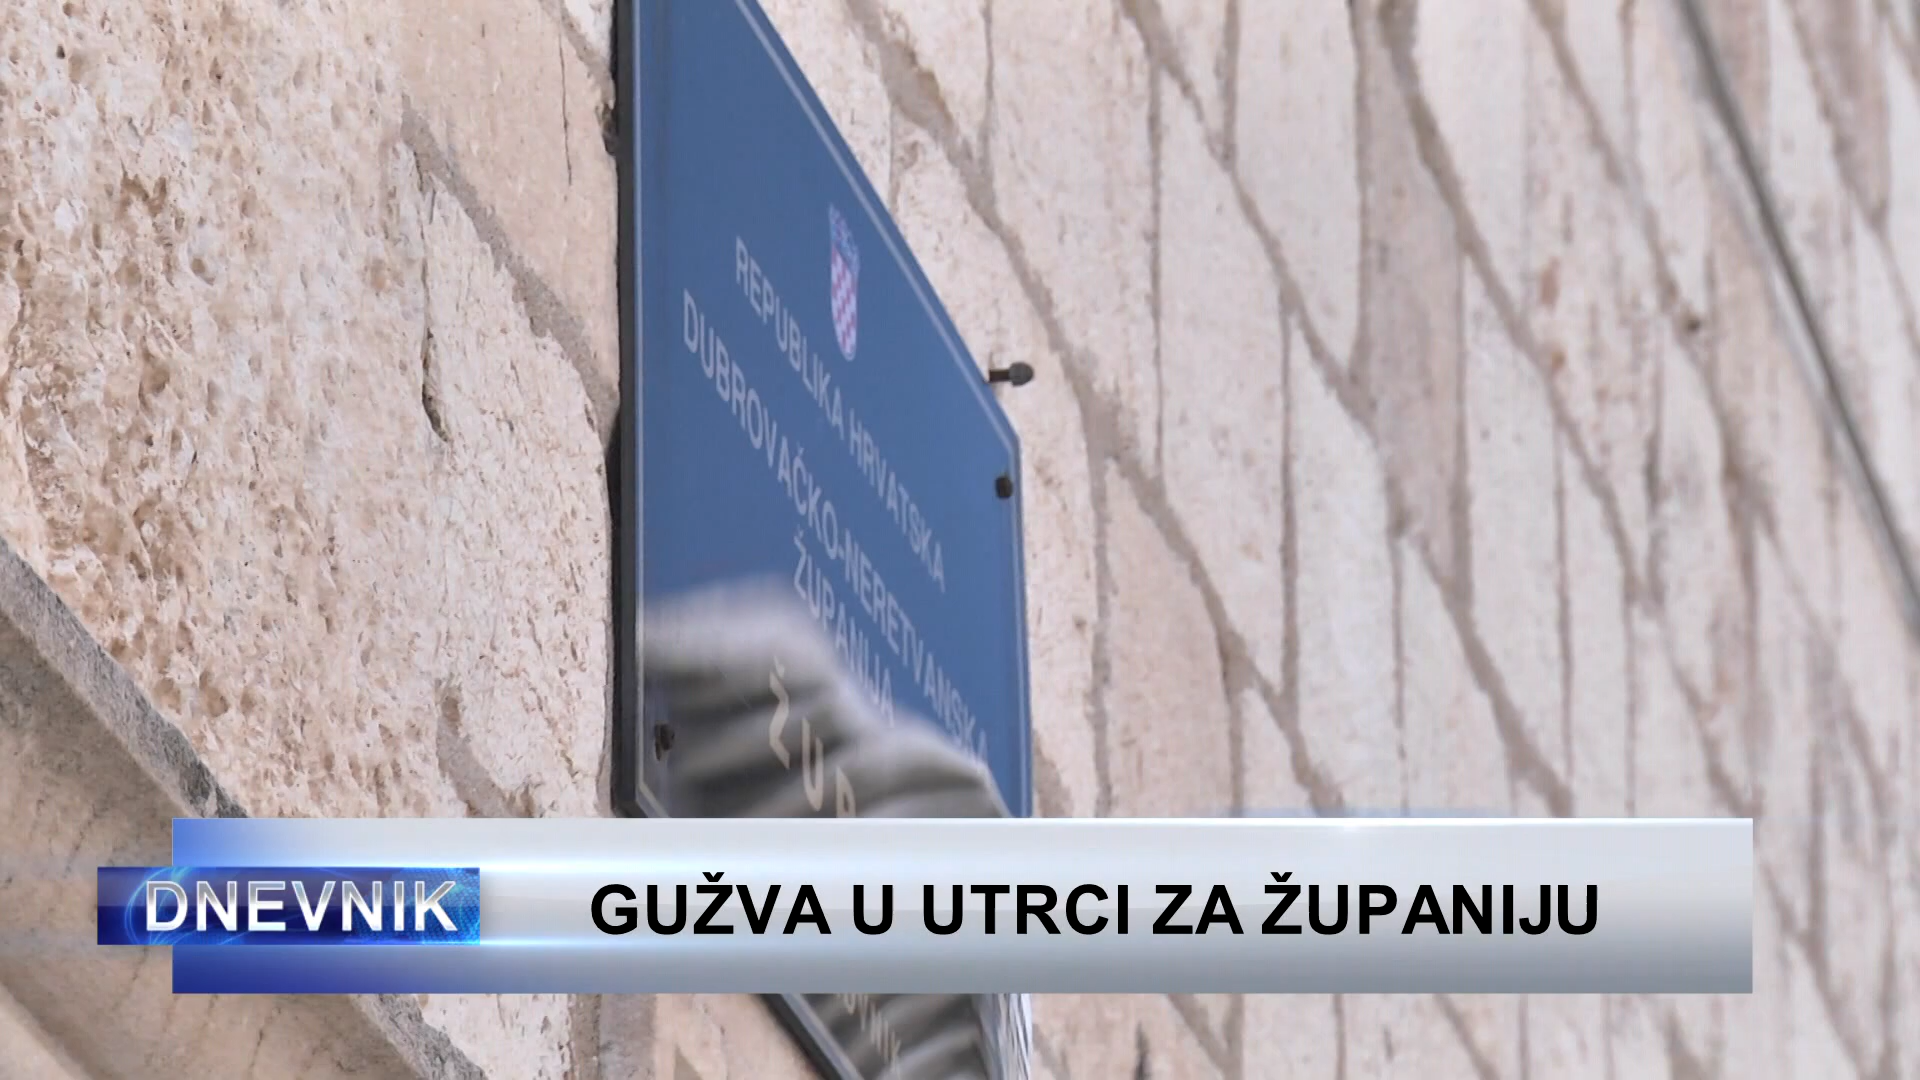 REPUBLIKA HRVATSKA
DUBROVAČKO-NERETVANSKA
ŽUPANIJA
DNEVNIK
GUŽVA U UTRCI ZA ŽUPANIJU